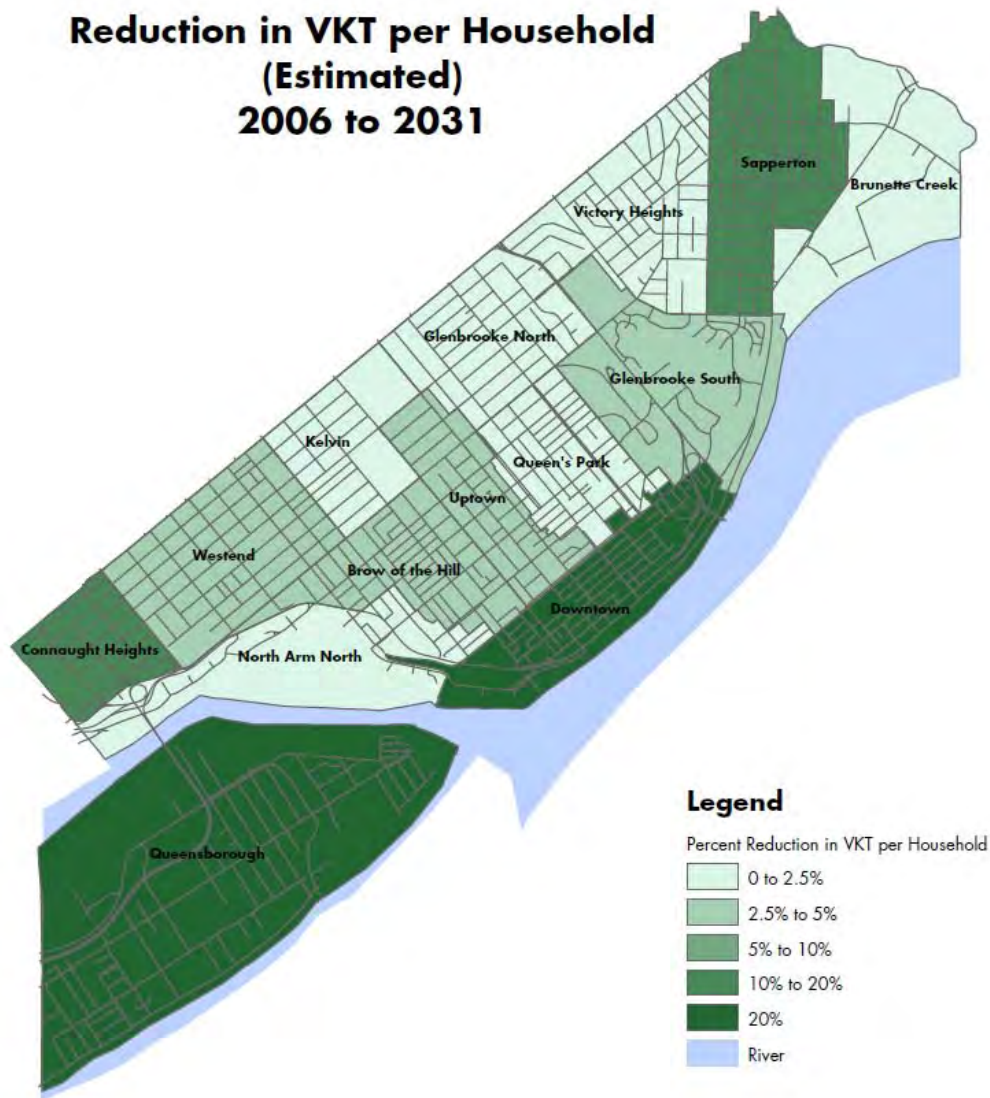 Reduction in VKT per Household
(Estimated)
2006 to 2031
Sapperton
Brunette Creek
Victory Heights
Glenbrooke North
Glenbrooke South
Kelvin
Queen's Park
Uptown
Westend
Brow of the Hill
Downtown
Connaught Heights
North Arm North
Queensborough
Legend
Percent Reduction in VKT per Household
0 to 2.5%
2.5% to 5%
5% to 10%
10% to 20%
20%
River